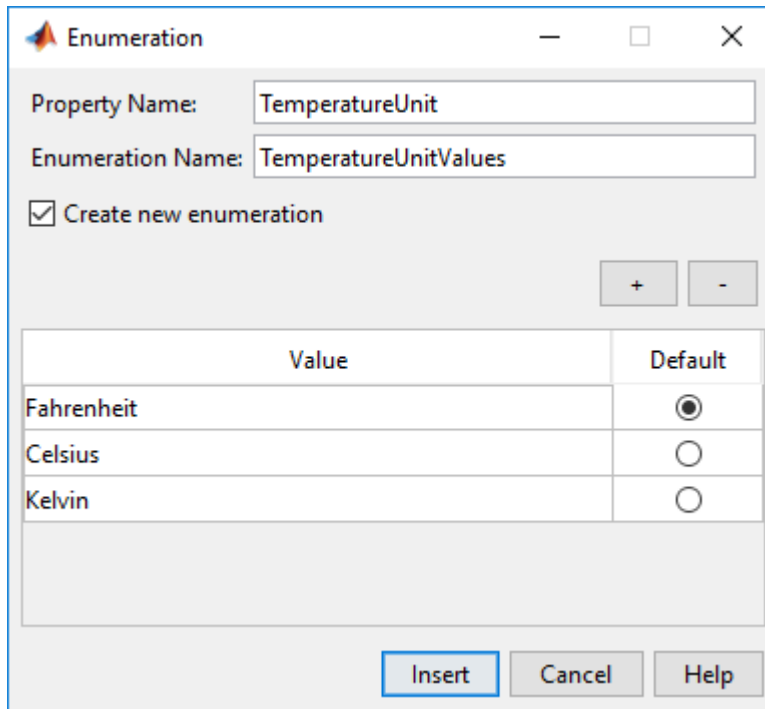 Enumeration
Property Name: TemperatureUnit
Enumeration Name: TemperatureUnitValues
Create new enumeration
+ -
Value Default
Fahrenheit
Celsius
Kelvin
Insert Cancel Help